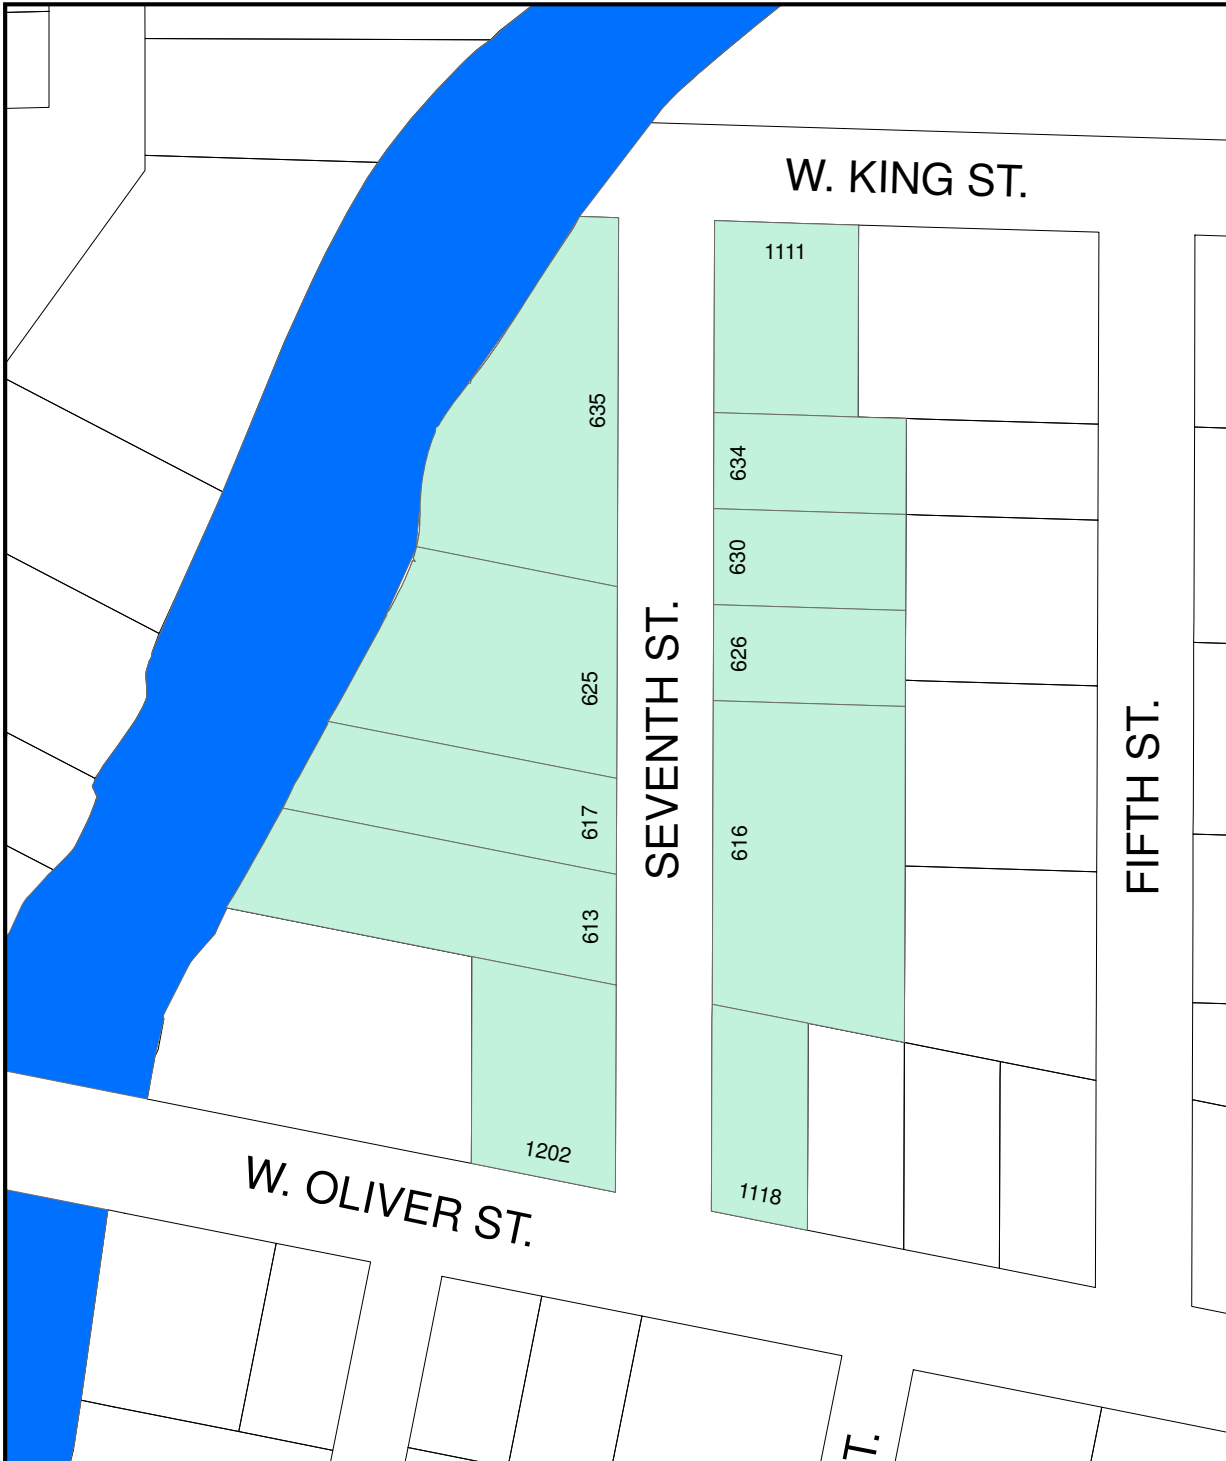 W. KING ST.
1111
635
634
630
626
625
SEVENTH ST.
617
616
FIFTH ST.
613
1202
1118
W. OLIVER ST.
T.